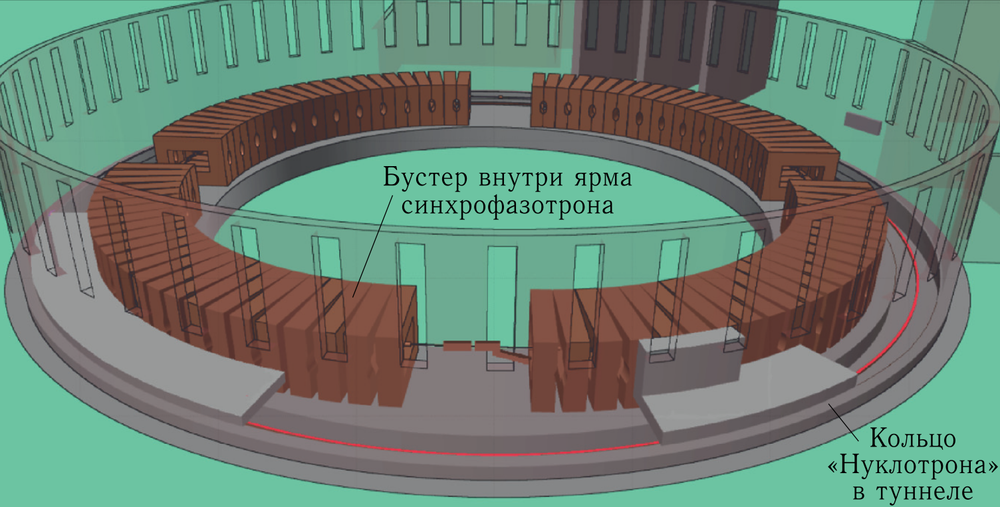 Бустер внутри ярма
синхрофазотрона
Кольцо
«Нуклотрона»
в туннеле